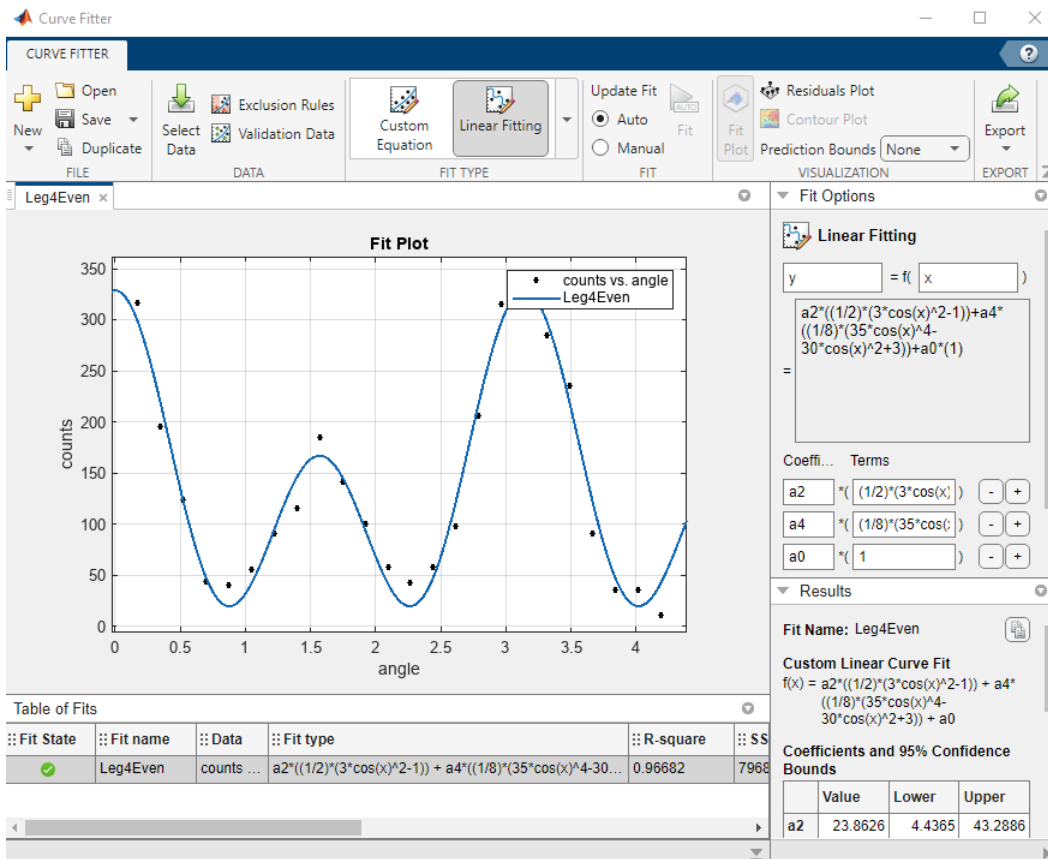 Curve Fitter
CURVE FITTER
?
New
Open
Save
Duplicate
FILE
Select
Data
Exclusion Rules
Validation Data
DATA
Custom
Equation
Linear Fitting
FIT TYPE
Update Fit
Auto
Manual
AUTO
Fit
FIT
Fit
Plot
Residuals Plot
Contour Plot
Prediction Bounds None
VISUALIZATION
Export
EXPORT
Leg4Even ×
Fit Plot
350
300
250
200
150
100
50
0
counts
0 0.5 1 1.5 2 2.5 3 3.5 4
angle
counts vs. angle
Leg4Even
Fit Options
Linear Fitting
y = f( x )
=
a2*((1/2)*(3*cos(x)^2-1))+a4*
((1/8)*(35*cos(x)^4-
30*cos(x)^2+3))+a0*(1)
Coeffi... Terms
a2 *( (1/2)*(3*cos(x) ) - +
a4 *( (1/8)*(35*cos( ) - +
a0 *( 1 ) - +
Results
Fit Name: Leg4Even
Custom Linear Curve Fit
f(x) = a2*((1/2)*(3*cos(x)^2-1)) + a4*
((1/8)*(35*cos(x)^4-
30*cos(x)^2+3)) + a0
Coefficients and 95% Confidence
Bounds
Value Lower Upper
a2 23.8626 4.4365 43.2886
Table of Fits
Fit State Fit name Data Fit type R-square SS
Leg4Even counts ... a2*((1/2)*(3*cos(x)^2-1)) + a4*((1/8)*(35*cos(x)^4-30... 0.96682 7968